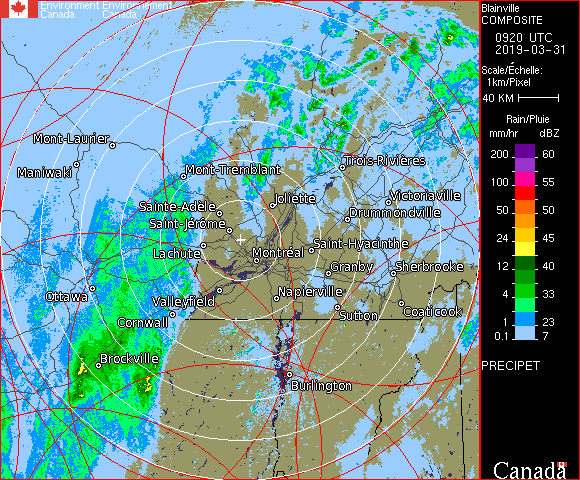 Environment Environnement
Canada Canada
Blainville
COMPOSITE
0920 UTC
2019-03-31
Scale/Échelle:
1km/Pixel
40 KM
Rain/Pluie
mm/hr dBZ
200 60
100 55
50 50
24 45
12 40
8 33
4 23
1 7
0.1
PRECIPET
Canada
Mont-Laurier
Maniwaki
Mont-Tremblant
Trois-Rivières
Sainte-Adèle
Joliette
Victoriaville
Drummondville
Saint-Jérôme
Lachute
Montréal
Saint-Hyacinthe
Granby
Sherbrooke
Ottawa
Valleyfield
Napierville
Cornwall
Sutton
Coaticook
Brockville
Burlington